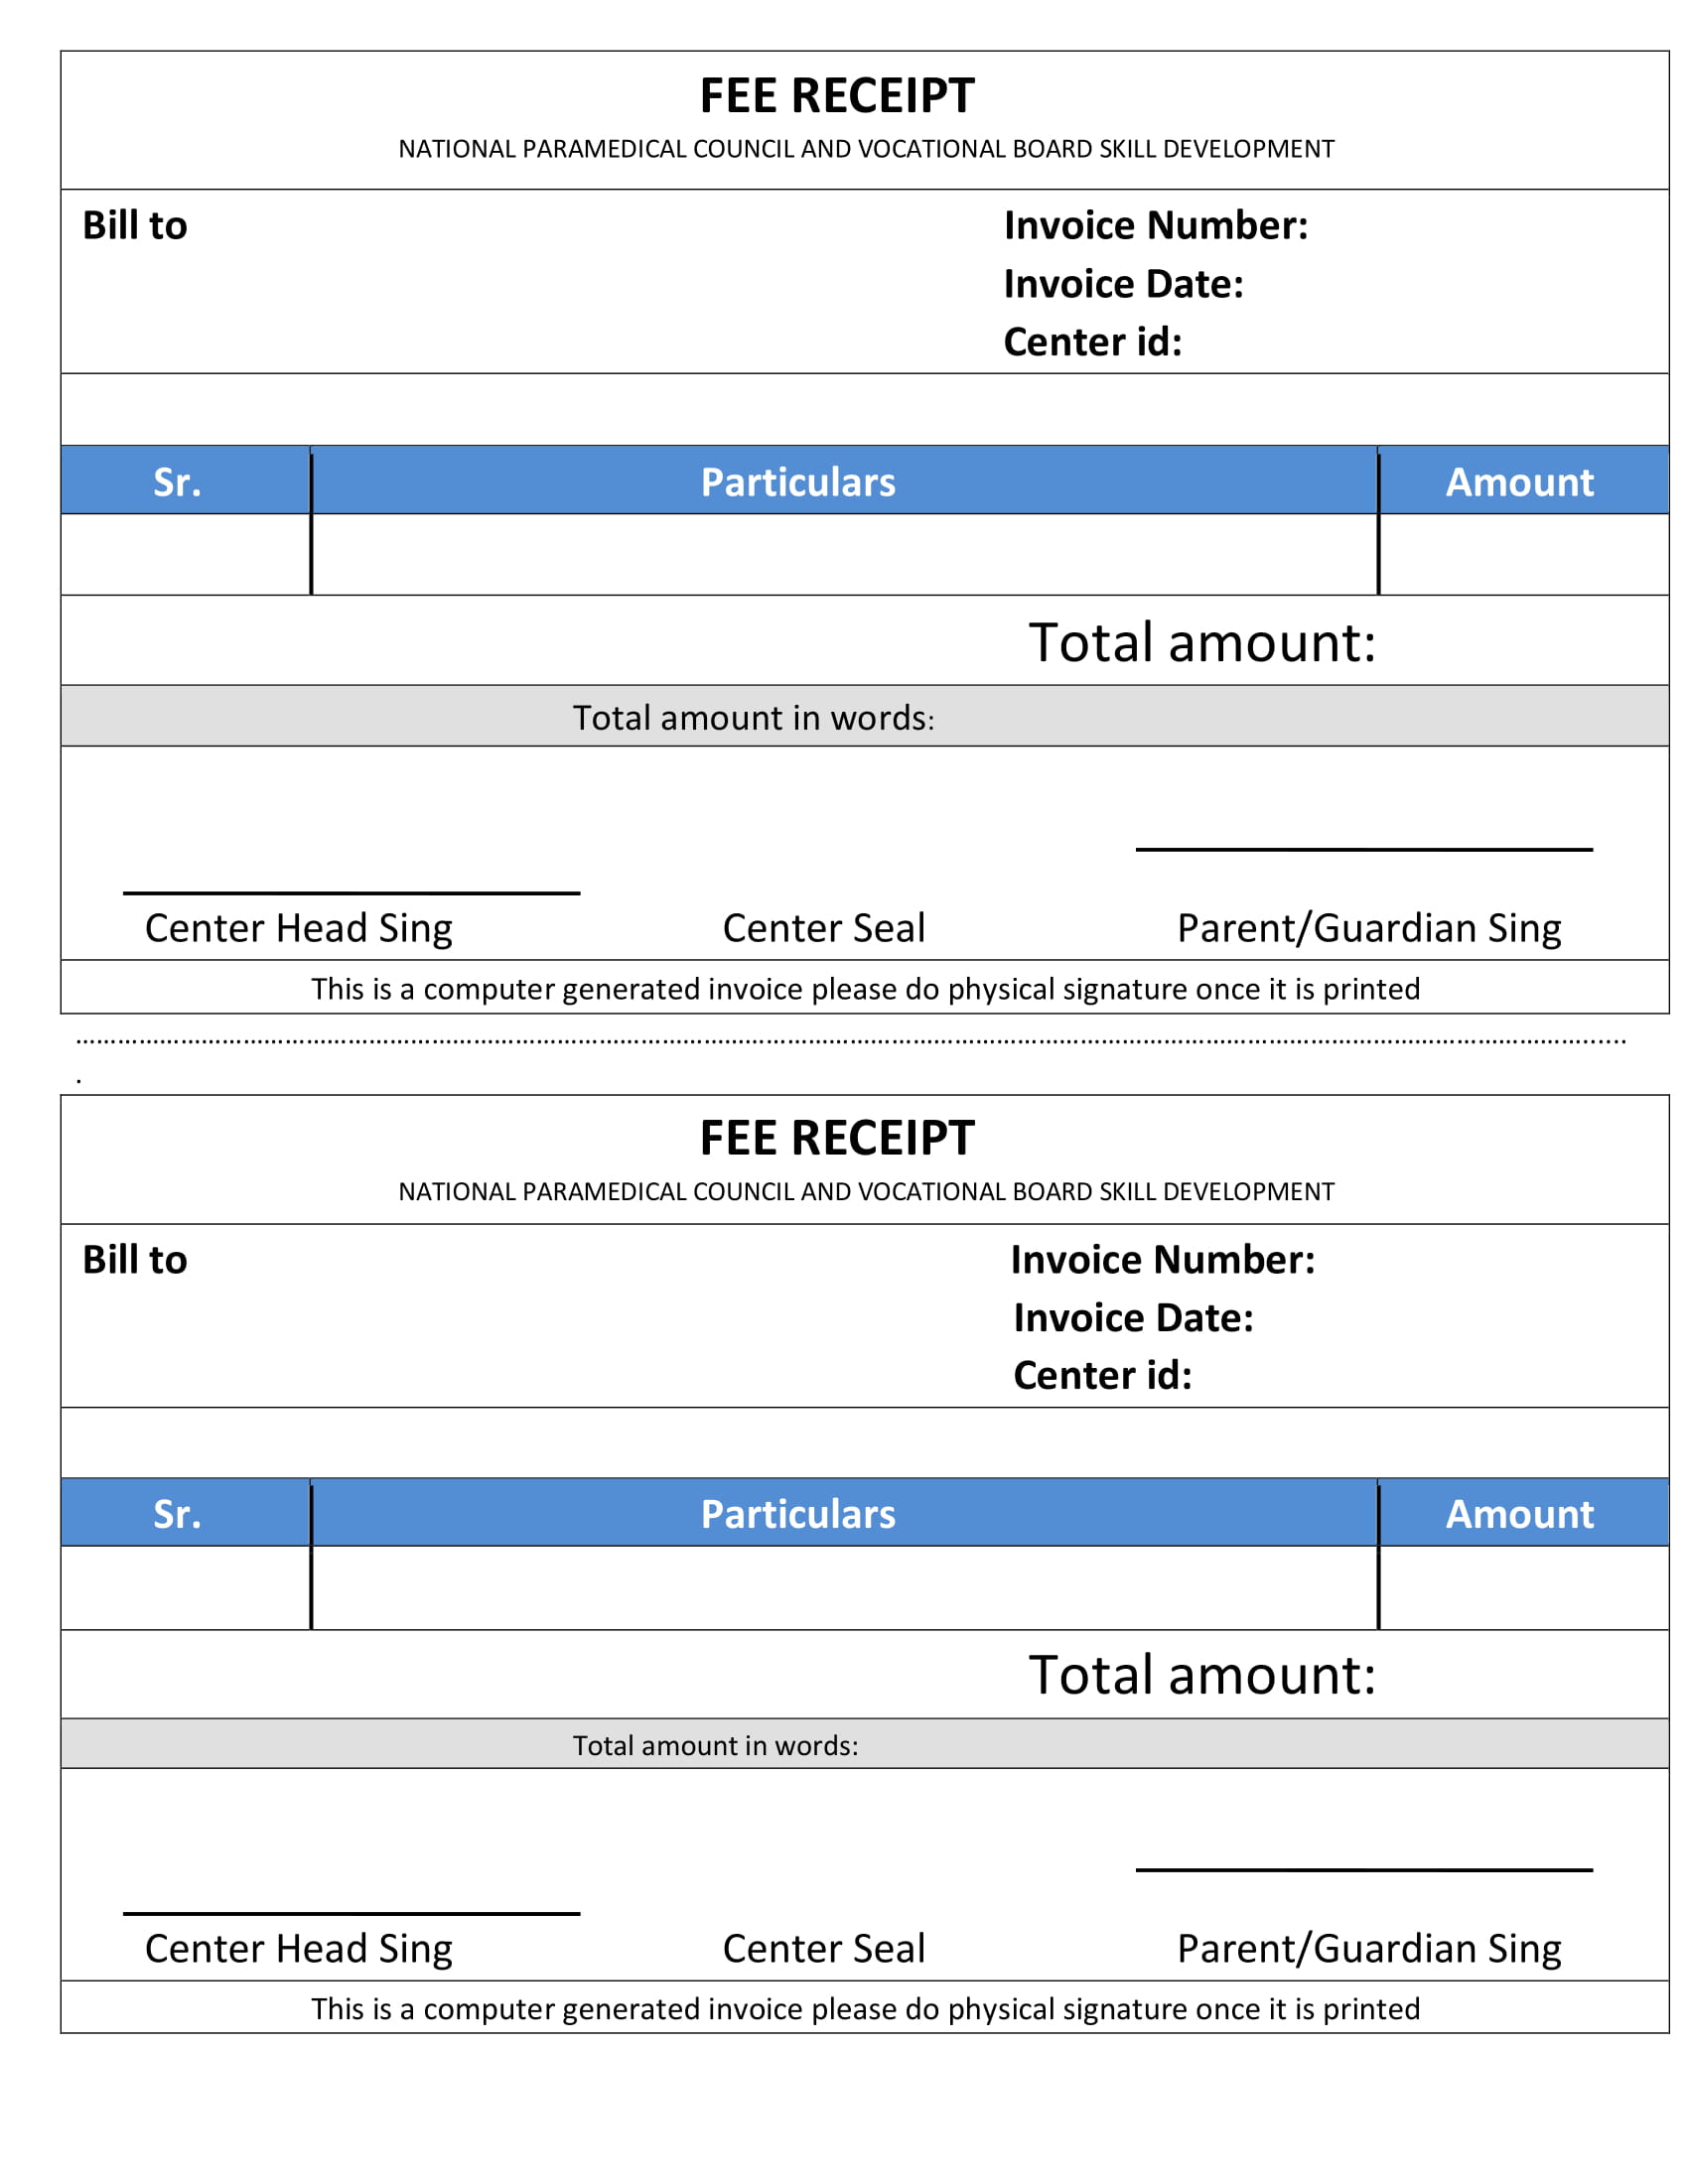 FEE RECEIPT
NATIONAL PARAMEDICAL COUNCIL AND VOCATIONAL BOARD SKILL DEVELOPMENT
Bill to Invoice Number:
Invoice Date:
Center id:
Sr. Particulars Amount
Total amount:
Total amount in words:
Center Head Sing Center Seal Parent/Guardian Sing
This is a computer generated invoice please do physical signature once it is printed
FEE RECEIPT
NATIONAL PARAMEDICAL COUNCIL AND VOCATIONAL BOARD SKILL DEVELOPMENT
Bill to Invoice Number:
Invoice Date:
Center id:
Sr. Particulars Amount
Total amount:
Total amount in words:
Center Head Sing Center Seal Parent/Guardian Sing
This is a computer generated invoice please do physical signature once it is printed